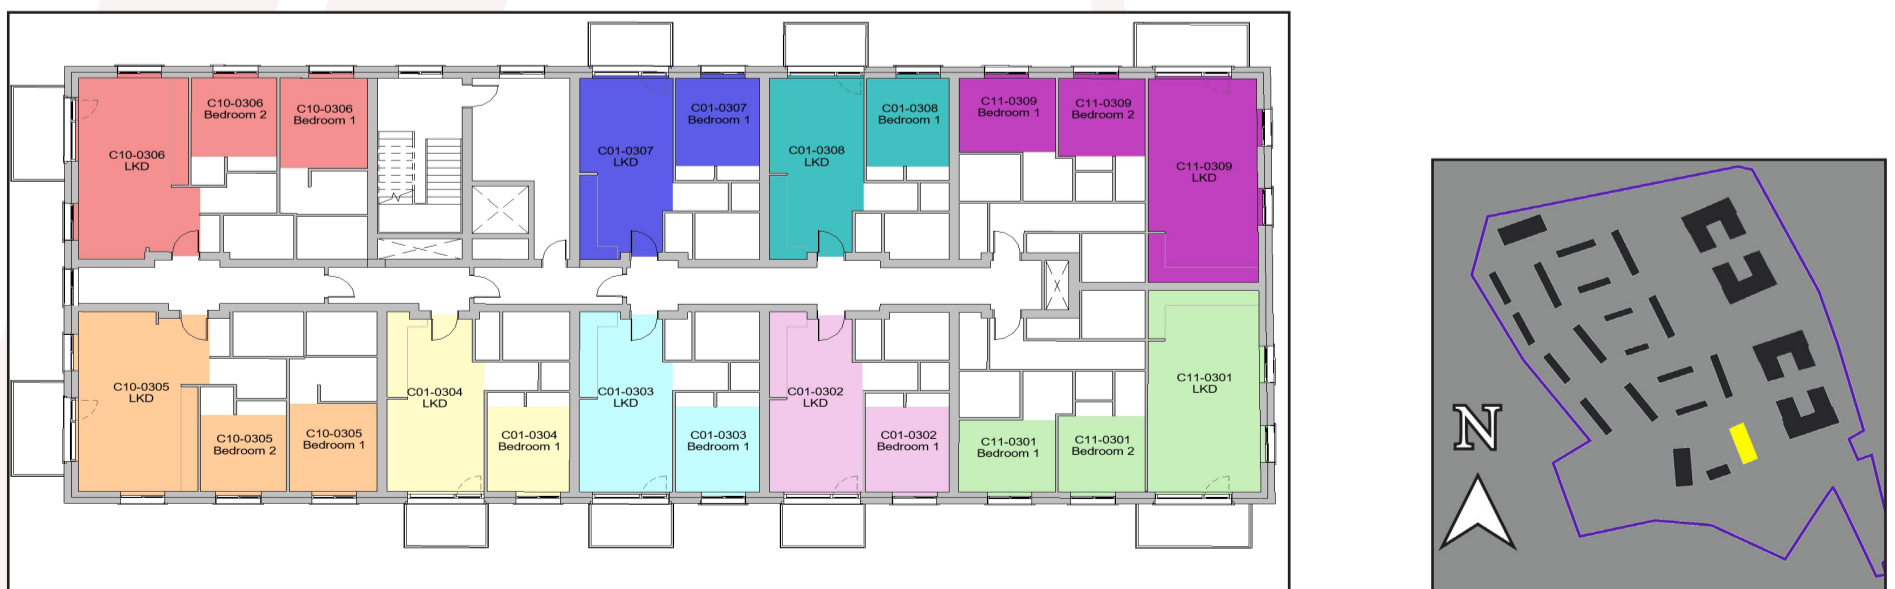 C10-0306
LKD
C10-0306
Bedroom 2
C10-0306
Bedroom 1
C01-0307
LKD
C01-0307
Bedroom 1
C01-0308
LKD
C01-0308
Bedroom 1
C11-0309
Bedroom 1
C11-0309
Bedroom 2
C11-0309
LKD
C10-0305
LKD
C10-0305
Bedroom 2
C10-0305
Bedroom 1
C01-0304
LKD
C01-0304
Bedroom 1
C01-0303
LKD
C01-0303
Bedroom 1
C01-0302
LKD
C01-0302
Bedroom 1
C11-0301
Bedroom 1
C11-0301
Bedroom 2
C11-0301
LKD
N